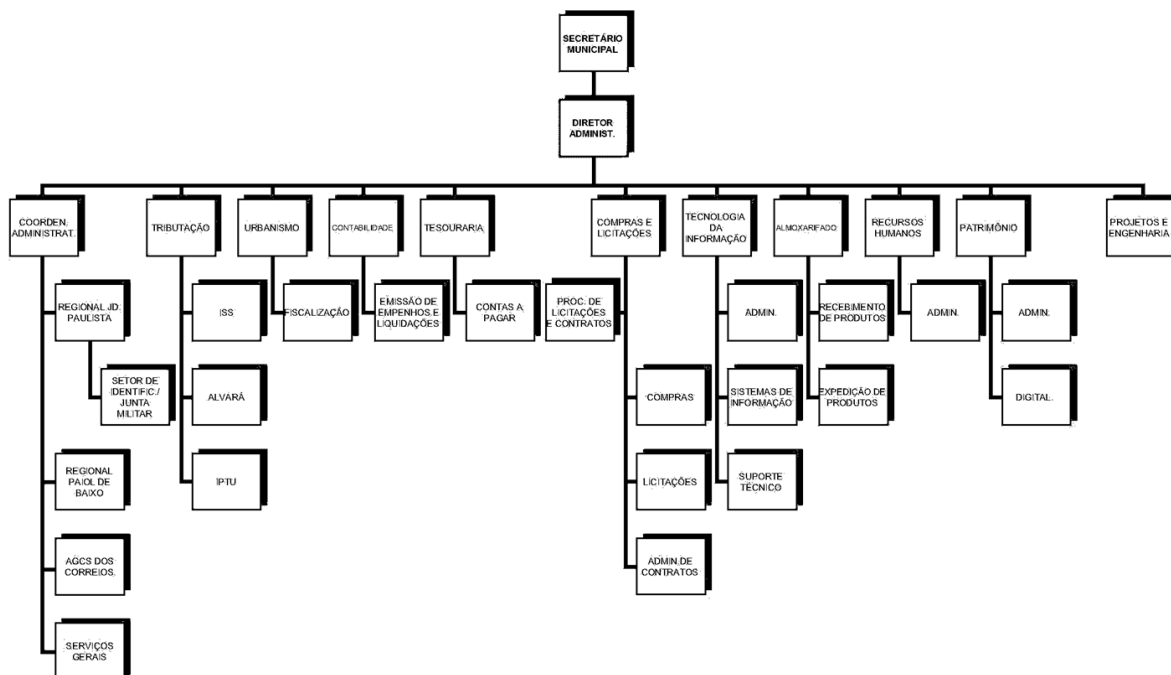 SECRETÁRIO
MUNICIPAL
DIRETOR
ADMINIST.
COORDEN.
ADMINISTRAT.
TRIBUTAÇÃO
URBANISMO
CONTABILIDADE
TESOURARIA
COMPRAS E
LICITAÇÕES
TECNOLOGIA
DA
INFORMAÇÃO
ALMOXARIFADO
RECURSOS
HUMANOS
PATRIMÔNIO
PROJETOS E
ENGENHARIA
REGIONAL JD.
PAULISTA
ISS
FISCALIZAÇÃO
EMISSÃO DE
EMPENHOS E
LIQUIDAÇÕES
CONTAS A
PAGAR
PROC. DE
LICITAÇÕES
E CONTRATOS
ADMIN.
RECEBIMENTO
DE PRODUTOS
ADMIN.
ADMIN.
SETOR DE
IDENTIFIC./
JUNTA
MILITAR
ALVARÁ
COMPRAS
SISTEMAS DE
INFORMAÇÃO
EXPEDIÇÃO DE
PRODUTOS
DIGITAL.
REGIONAL
PAIOL DE
BAIXO
IPTU
LICITAÇÕES
SUPORTE
TÉCNICO
AGCS DOS
CORREIOS.
ADMIN.DE
CONTRATOS
SERVIÇOS
GERAIS